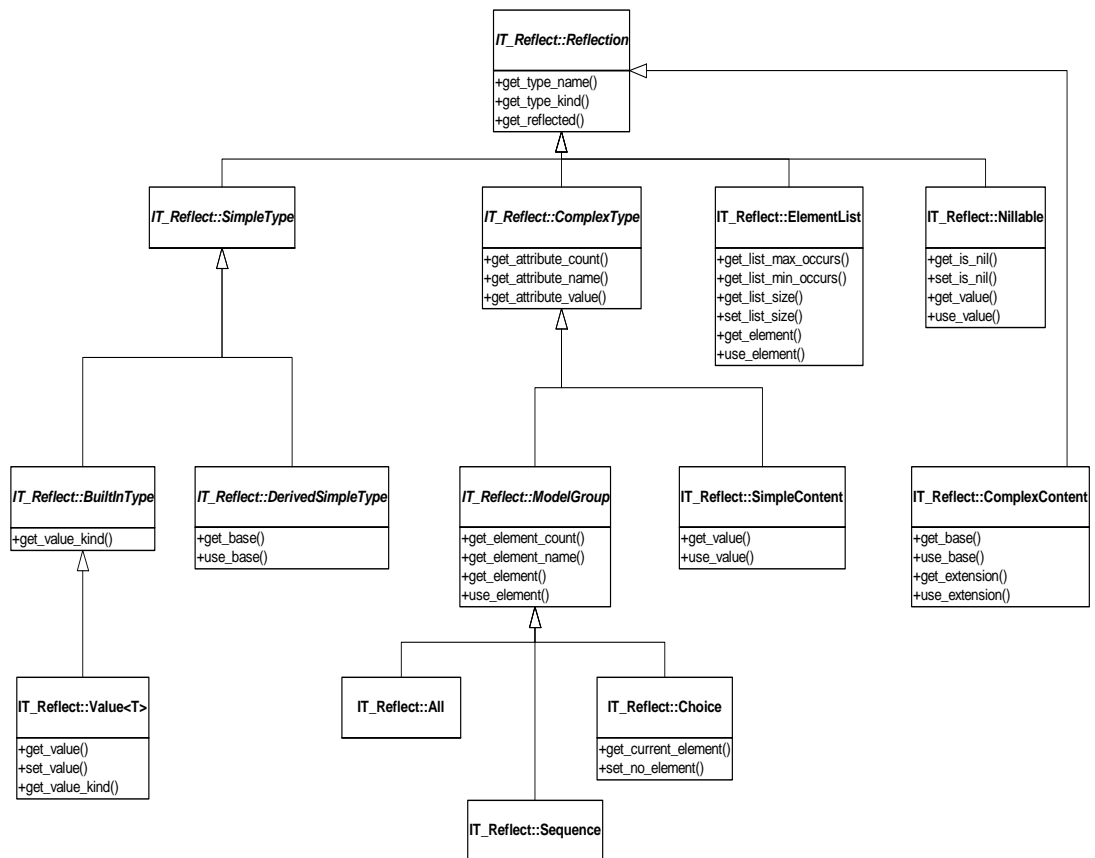 IT_Reflect::Reflection
+get_type_name()
+get_type_kind()
+get_reflected()
IT_Reflect::SimpleType
IT_Reflect::ComplexType
+get_attribute_count()
+get_attribute_name()
+get_attribute_value()
IT_Reflect::ElementList
+get_list_max_occurs()
+get_list_min_occurs()
+get_list_size()
+set_list_size()
+get_element()
+use_element()
IT_Reflect::Nillable
+get_is_nil()
+set_is_nil()
+get_value()
+use_value()
IT_Reflect::BuiltInType
+get_value_kind()
IT_Reflect::DerivedSimpleType
+get_base()
+use_base()
IT_Reflect::ModelGroup
+get_element_count()
+get_element_name()
+get_element()
+use_element()
IT_Reflect::SimpleContent
+get_value()
+use_value()
IT_Reflect::ComplexContent
+get_base()
+use_base()
+get_extension()
+use_extension()
IT_Reflect::Value<T>
+get_value()
+set_value()
+get_value_kind()
IT_Reflect::All
IT_Reflect::Choice
+get_current_element()
+set_no_element()
IT_Reflect::Sequence